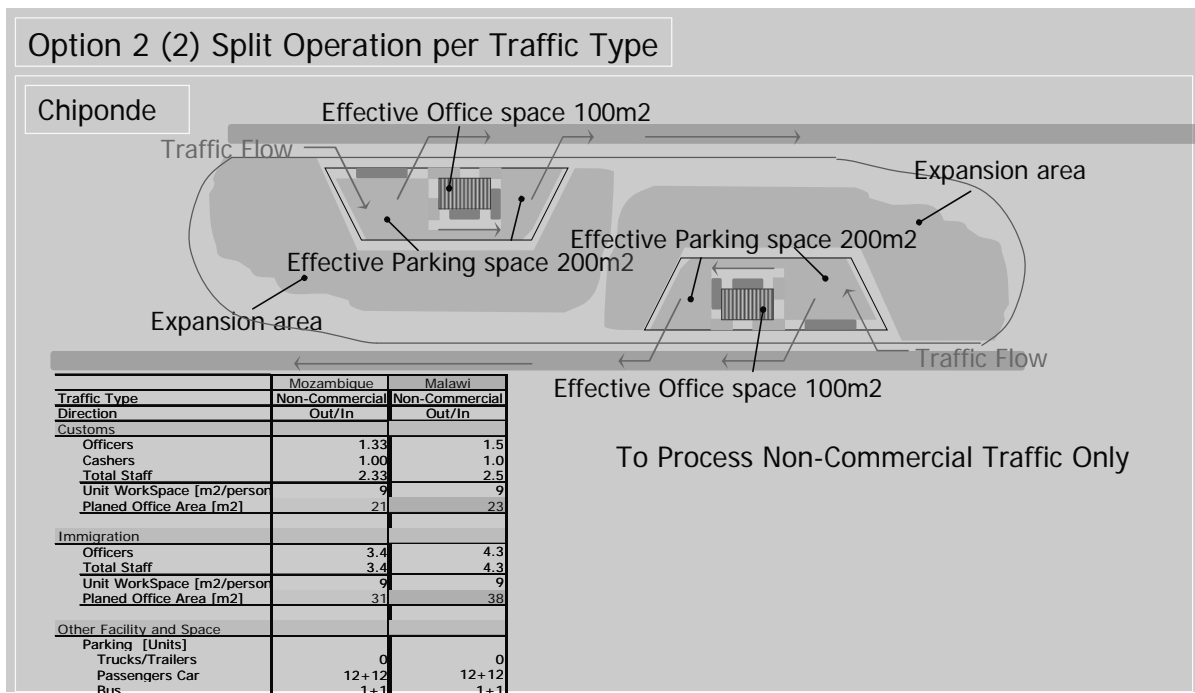 Option 2 (2) Split Operation per Traffic Type
Chiponde
Effective Office space 100m2
Traffic Flow
Expansion area
Effective Parking space 200m2
Effective Parking space 200m2
Expansion area
Traffic Flow
Effective Office space 100m2
To Process Non-Commercial Traffic Only
Mozambique Malawi
Traffic Type Non-Commercial Non-Commercial
Direction Out/In Out/In
Customs
Officers 1.33 1.5
Cashers 1.00 1.0
Total Staff 2.33 2.5
Unit WorkSpace [m2/person 9 9
Planed Office Area [m2] 21 23
Immigration
Officers 3.4 4.3
Total Staff 3.4 4.3
Unit WorkSpace [m2/person 9 9
Planed Office Area [m2] 31 38
Other Facility and Space
Parking [Units]
Trucks/Trailers 0 0
Passengers Car 12+12 12+12
Bus 1+1 1+1